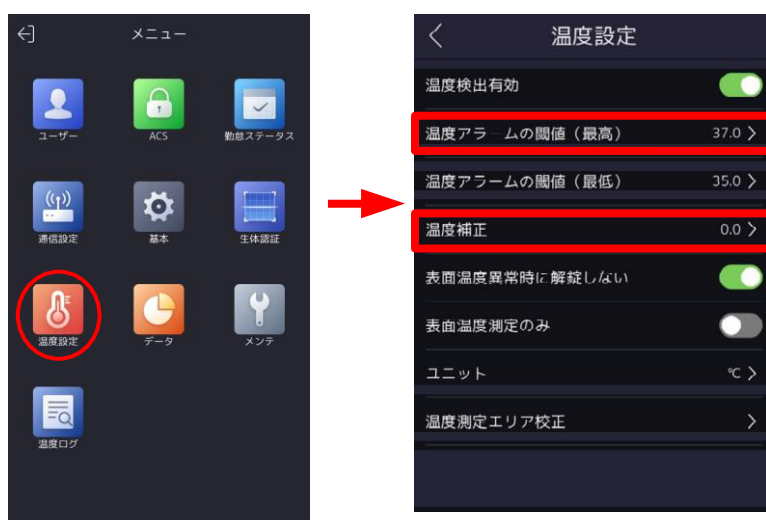 メニュー
ユーザー
ACS
勤怠ステータス
通信設定
基本
生体認証
温度設定
データ
メンテ
温度ログ
温度設定
温度検出有効
温度アラームの閾値（最高） 37.0
温度アラームの閾値（最低） 35.0
温度補正 0.0
表面温度異常時に解錠しない
表面温度測定のみ
ユニット ℃
温度測定エリア校正